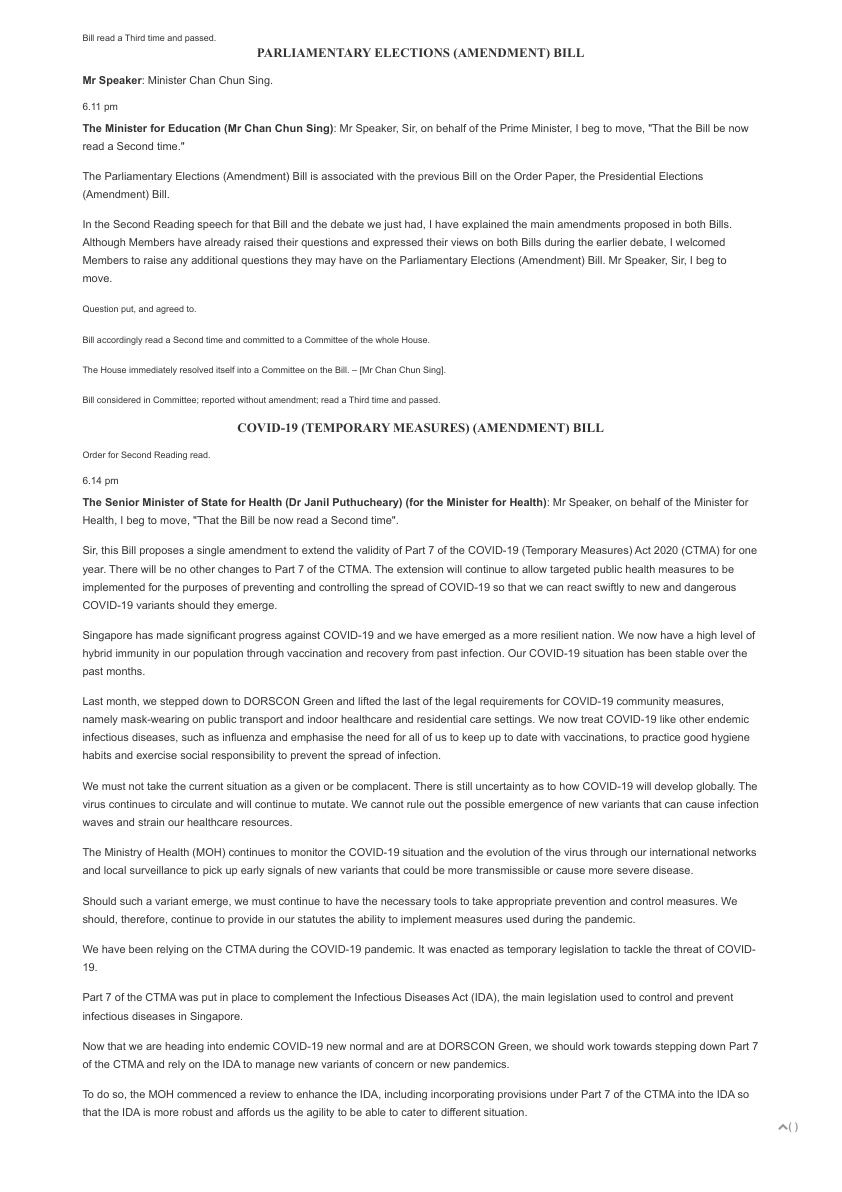 Bill read a Third time and passed.
PARLIAMENTARY ELECTIONS (AMENDMENT) BILL
Mr Speaker: Minister Chan Chun Sing.
6.11 pm
The Minister for Education (Mr Chan Chun Sing): Mr Speaker, Sir, on behalf of the Prime Minister, I beg to move, "That the Bill be now
read a Second time."
The Parliamentary Elections (Amendment) Bill is associated with the previous Bill on the Order Paper, the Presidential Elections
(Amendment) Bill.
In the Second Reading speech for that Bill and the debate we just had, I have explained the main amendments proposed in both Bills.
Although Members have already raised their questions and expressed their views on both Bills during the earlier debate, I welcomed
Members to raise any additional questions they may have on the Parliamentary Elections (Amendment) Bill. Mr Speaker, Sir, I beg to
move.
Question put, and agreed to.
Bill accordingly read a Second time and committed to a Committee of the whole House.
The House immediately resolved itself into a Committee on the Bill. – [Mr Chan Chun Sing].
Bill considered in Committee; reported without amendment; read a Third time and passed.
COVID-19 (TEMPORARY MEASURES) (AMENDMENT) BILL
Order for Second Reading read.
6.14 pm
The Senior Minister of State for Health (Dr Janil Puthucheary) (for the Minister for Health): Mr Speaker, on behalf of the Minister for
Health, I beg to move, "That the Bill be now read a Second time".
Sir, this Bill proposes a single amendment to extend the validity of Part 7 of the COVID-19 (Temporary Measures) Act 2020 (CTMA) for one
year. There will be no other changes to Part 7 of the CTMA. The extension will continue to allow targeted public health measures to be
implemented for the purposes of preventing and controlling the spread of COVID-19 so that we can react swiftly to new and dangerous
COVID-19 variants should they emerge.
Singapore has made significant progress against COVID-19 and we have emerged as a more resilient nation. We now have a high level of
hybrid immunity in our population through vaccination and recovery from past infection. Our COVID-19 situation has been stable over the
past months.
Last month, we stepped down to DORSCON Green and lifted the last of the legal requirements for COVID-19 community measures,
namely mask-wearing on public transport and indoor healthcare and residential care settings. We now treat COVID-19 like other endemic
infectious diseases, such as influenza and emphasise the need for all of us to keep up to date with vaccinations, to practice good hygiene
habits and exercise social responsibility to prevent the spread of infection.
We must not take the current situation as a given or be complacent. There is still uncertainty as to how COVID-19 will develop globally. The
virus continues to circulate and will continue to mutate. We cannot rule out the possible emergence of new variants that can cause infection
waves and strain our healthcare resources.
The Ministry of Health (MOH) continues to monitor the COVID-19 situation and the evolution of the virus through our international networks
and local surveillance to pick up early signals of new variants that could be more transmissible or cause more severe disease.
Should such a variant emerge, we must continue to have the necessary tools to take appropriate prevention and control measures. We
should, therefore, continue to provide in our statutes the ability to implement measures used during the pandemic.
We have been relying on the CTMA during the COVID-19 pandemic. It was enacted as temporary legislation to tackle the threat of COVID-
19.
Part 7 of the CTMA was put in place to complement the Infectious Diseases Act (IDA), the main legislation used to control and prevent
infectious diseases in Singapore.
Now that we are heading into endemic COVID-19 new normal and are at DORSCON Green, we should work towards stepping down Part 7
of the CTMA and rely on the IDA to manage new variants of concern or new pandemics.
To do so, the MOH commenced a review to enhance the IDA, including incorporating provisions under Part 7 of the CTMA into the IDA so
that the IDA is more robust and affords us the agility to be able to cater to different situation.
( )